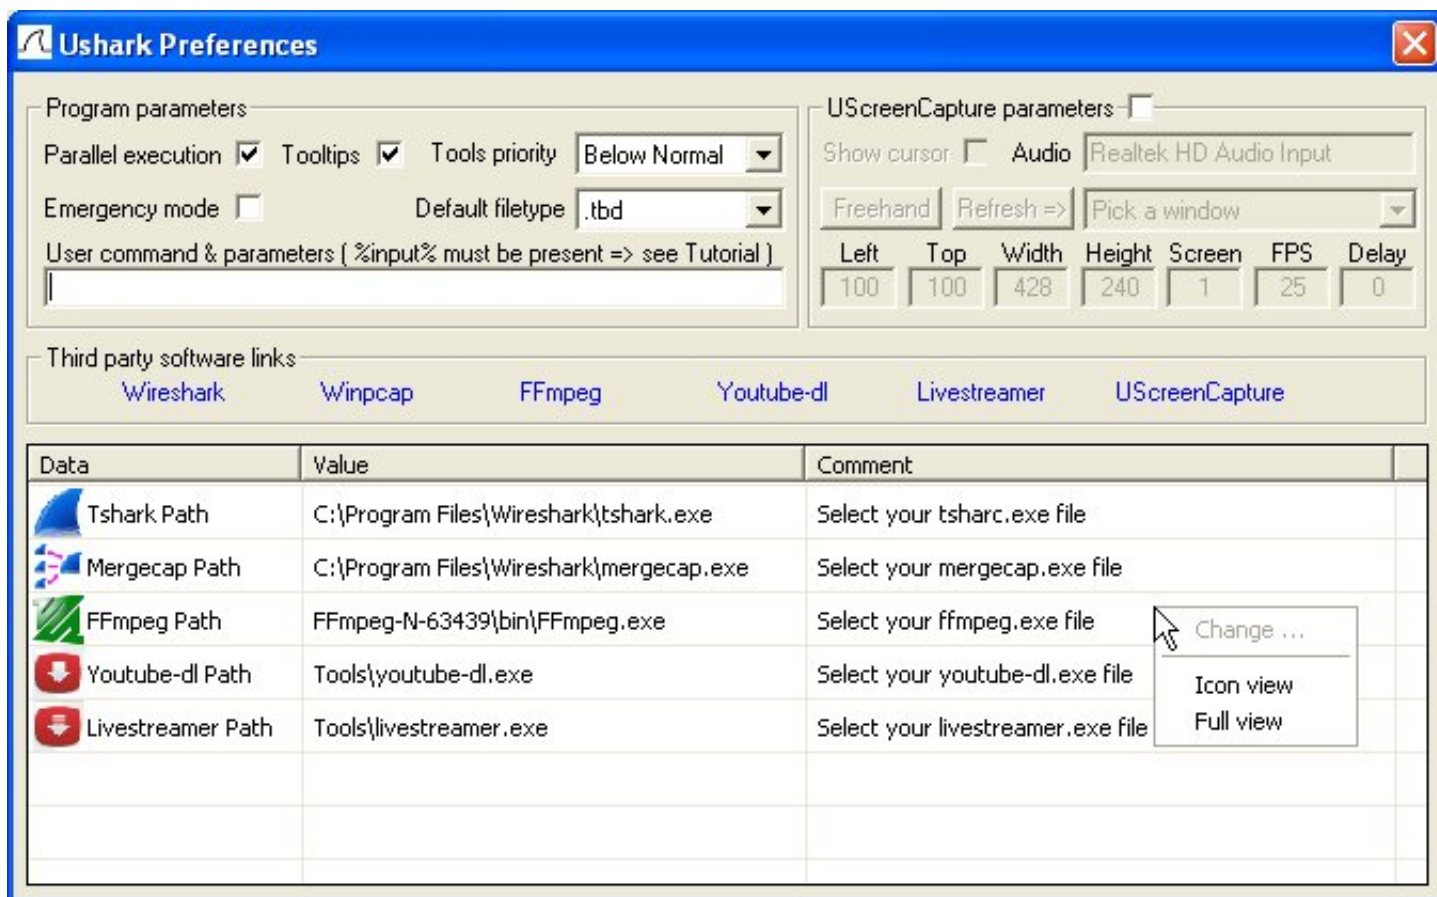 Ushark Preferences
Program parameters
Parallel execution Tooltips Tools priority Below Normal
Emergency mode Default filetype .tbd
User command & parameters ( %input% must be present => see Tutorial )
UScreenCapture parameters
Show cursor Audio Realtek HD Audio Input
Freehand Refresh => Pick a window
Left Top Width Height Screen FPS Delay
100 100 428 240 1 25 0
Third party software links
Wireshark Winpcap FFmpeg Youtube-dl Livestreamer UScreenCapture
Data Value Comment
Tshark Path C:\Program Files\Wireshark\tshark.exe Select your tsharc.exe file
Mergecap Path C:\Program Files\Wireshark\mergecap.exe Select your mergecap.exe file
FFmpeg Path FFmpeg-N-63439\bin\FFmpeg.exe Select your ffmpeg.exe file
Youtube-dl Path Tools\youtube-dl.exe Select your youtube-dl.exe file
Livestreamer Path Tools\livestreamer.exe Select your livestreamer.exe file
Change ...
Icon view
Full view